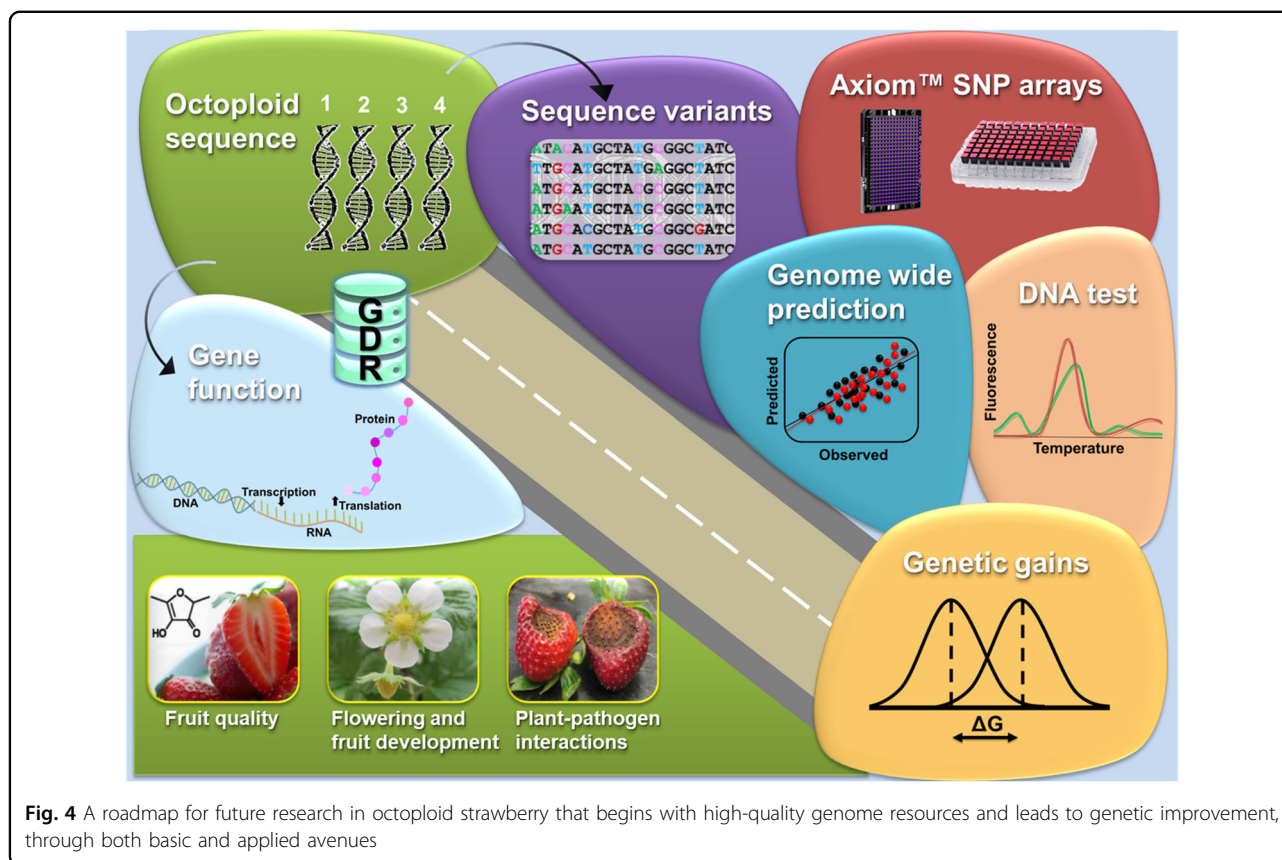 Octoploid
sequence
1 2 3 4
Sequence variants
ATACATGCTATGCGGCTATC
TTGCATGCTATGAGGCTATC
ATGCATGCTACGCGGCTATC
ATGAATGCTATGCGGCTATC
ATGCACGCTATGCGGCGATC
ATGCATGCTATGCGGCTATC
Axiom™ SNP arrays
Genome wide
prediction
Predicted
Observed
DNA test
Fluorescence
Temperature
G
D
R
Gene
function
Protein
Transcription
DNA
Translation
RNA
Genetic gains
ΔG
HO
O
O
Fruit quality
Flowering and
fruit development
Plant-pathogen
interactions
Fig. 4 A roadmap for future research in octoploid strawberry that begins with high-quality genome resources and leads to genetic improvement,
through both basic and applied avenues